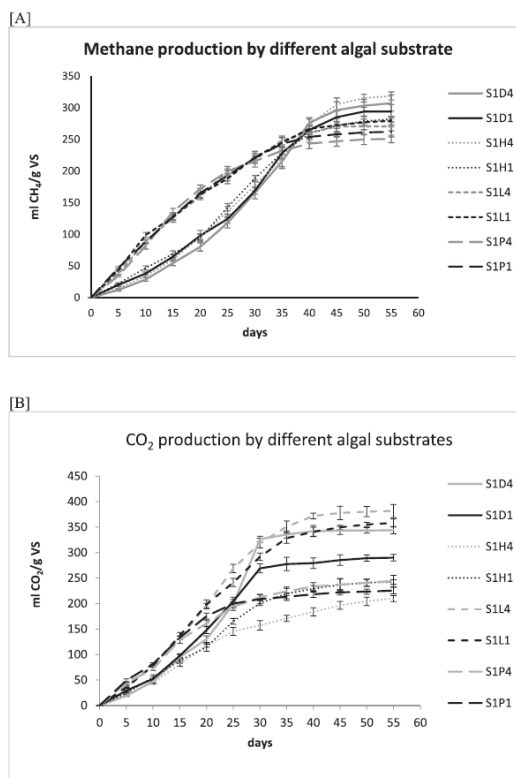 [A]
Methane production by different algal substrate
350
300
250
200
150
100
50
0
ml CH₄/g VS
0 5 10 15 20 25 30 35 40 45 50 55 60
days
S1D4
S1D1
S1H4
S1H1
S1L4
S1L1
S1P4
S1P1
[B]
CO₂ production by different algal substrates
450
400
350
300
250
200
150
100
50
0
ml CO₂/g VS
0 5 10 15 20 25 30 35 40 45 50 55 60
days
S1D4
S1D1
S1H4
S1H1
S1L4
S1L1
S1P4
S1P1